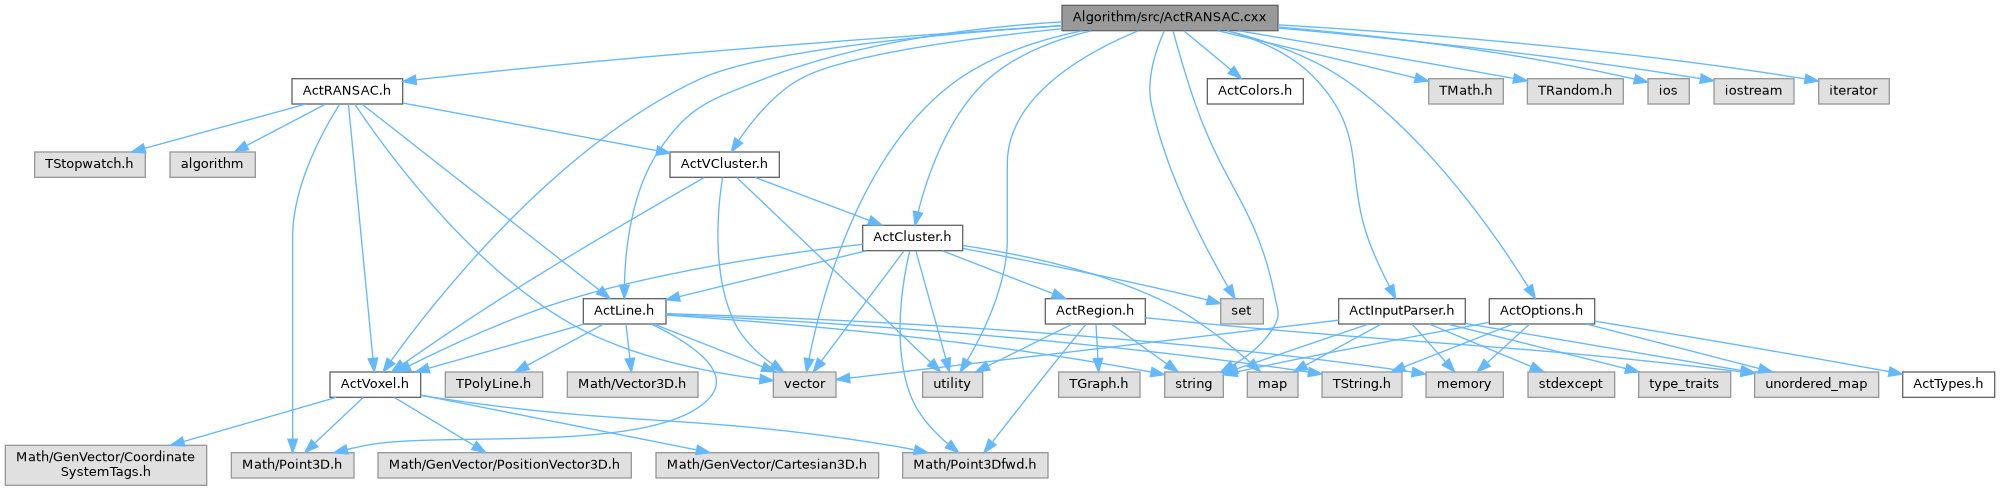 Algorithm/src/ActRANSAC.cxx
ActRANSAC.h
ActColors.h
TMath.h
TRandom.h
ios
iostream
iterator
TStopwatch.h
algorithm
ActVCluster.h
ActCluster.h
ActLine.h
ActRegion.h
set
ActInputParser.h
ActOptions.h
ActVoxel.h
TPolyLine.h
Math/Vector3D.h
vector
utility
TGraph.h
string
map
TString.h
memory
stdexcept
type_traits
unordered_map
ActTypes.h
Math/GenVector/Coordinate
SystemTags.h
Math/Point3D.h
Math/GenVector/PositionVector3D.h
Math/GenVector/Cartesian3D.h
Math/Point3Dfwd.h